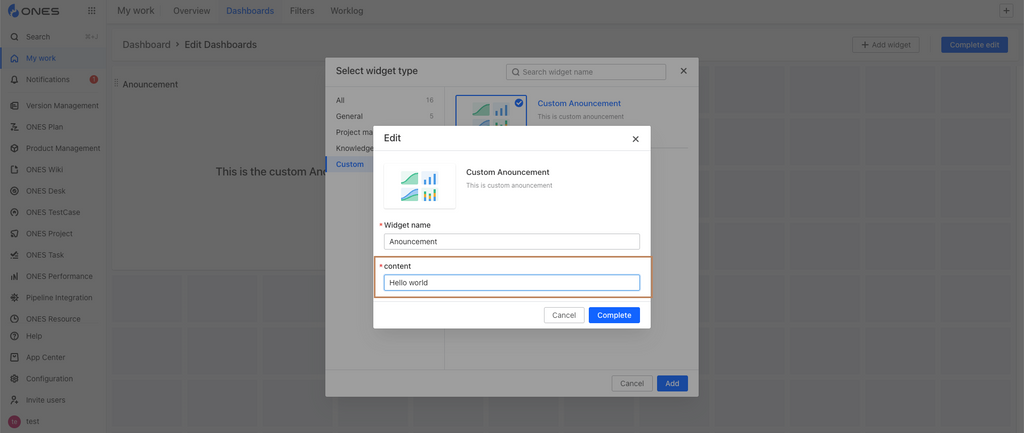 ONES
My work
Overview
Dashboards
Filters
Worklog
Search
My work
Notifications
1
Version Management
ONES Plan
Product Management
ONES Wiki
ONES Desk
ONES TestCase
ONES Project
ONES Task
ONES Performance
Pipeline Integration
ONES Resource
Help
App Center
Configuration
Invite users
test
Dashboard > Edit Dashboards
+ Add widget
Complete edit
Anouncement
This is the custom An
Select widget type
Search widget name
All 16
General 5
Project ma
Knowledge
Custom
Custom Anouncement
This is custom anouncement
Edit
Custom Anouncement
This is custom anouncement
* Widget name
Anouncement
* content
Hello world
Cancel
Complete
Cancel
Add